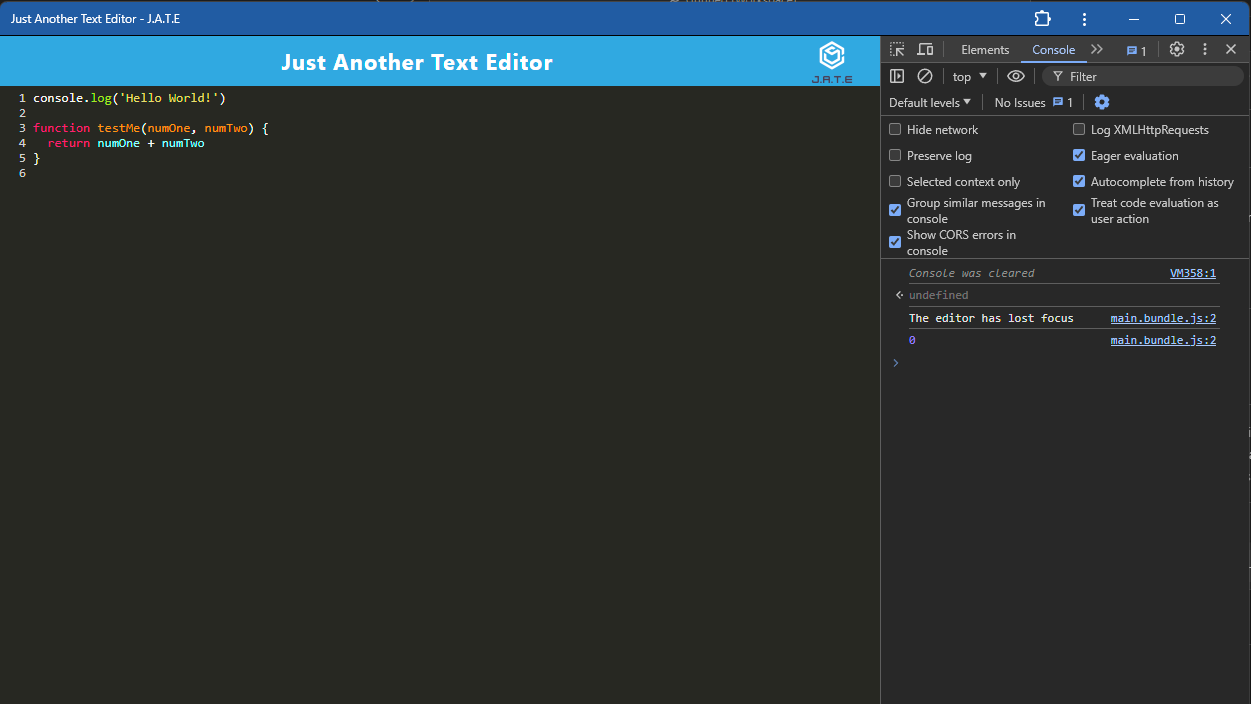 Just Another Text Editor - J.A.T.E
Just Another Text Editor
J.A.T.E
1 console.log('Hello World!')
2
3 function testMe(numOne, numTwo) {
4   return numOne + numTwo
5 }
6
Elements Console 1
top Filter
Default levels No Issues 1
Hide network Log XMLHttpRequests
Preserve log Eager evaluation
Selected context only Autocomplete from history
Group similar messages in console
Treat code evaluation as user action
Show CORS errors in console
Console was cleared VM358:1
undefined
The editor has lost focus main.bundle.js:2
0 main.bundle.js:2